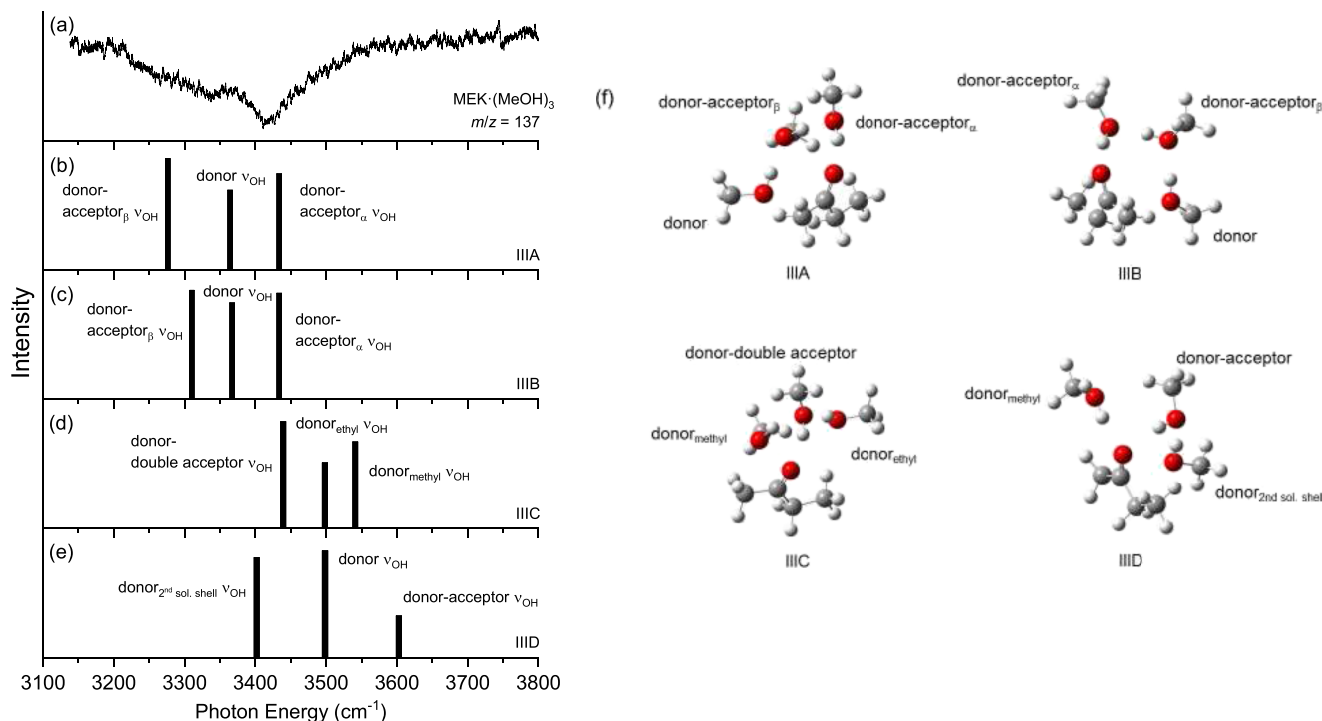 (a)
MEK·(MeOH)₃
m/z = 137
(b)
donor-
acceptorβ νOH
donor νOH
donor-
acceptorα νOH
IIIA
(c)
donor-
acceptorβ νOH
donor νOH
donor-
acceptorα νOH
IIIB
(d)
donor-
double acceptor νOH
donorethyl νOH
donormethyl νOH
IIIC
(e)
donor2nd sol. shell νOH
donor νOH
donor-acceptor νOH
IIID
3100 3200 3300 3400 3500 3600 3700 3800
Photon Energy (cm⁻¹)
Intensity
(f)
donor-acceptorβ
donor-acceptorα
donor
IIIA
donor-acceptorα
donor-acceptorβ
donor
IIIB
donor-double acceptor
donormethyl
donorethyl
IIIC
donormethyl
donor-acceptor
donor2nd sol. shell
IIID